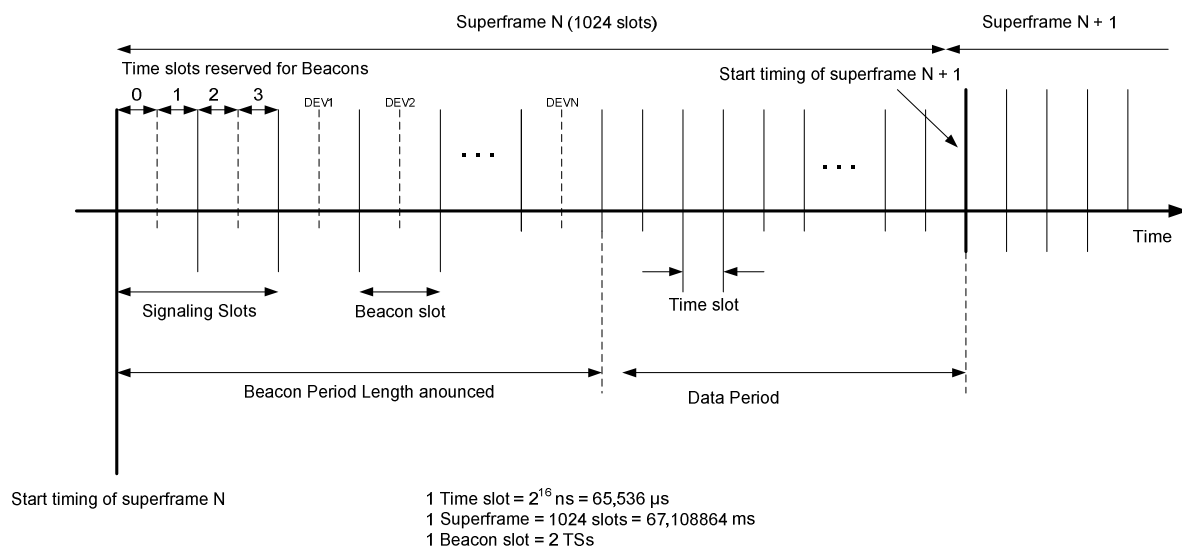 Superframe N (1024 slots)
Superframe N + 1
Time slots reserved for Beacons
Start timing of superframe N + 1
0 1 2 3
DEV1 DEV2 DEVN
. . .
. . .
Time
Signaling Slots
Beacon slot
Time slot
Beacon Period Length anounced
Data Period
Start timing of superframe N
1 Time slot = 2^16 ns = 65,536 µs
1 Superframe = 1024 slots = 67,108864 ms
1 Beacon slot = 2 TSs